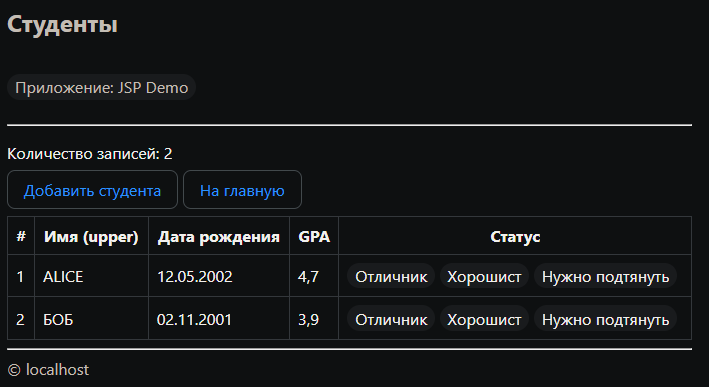 Студенты
Приложение: JSP Demo
Количество записей: 2
Добавить студента На главную
# Имя (upper) Дата рождения GPA Статус
1 ALICE 12.05.2002 4,7 Отличник Хорошист Нужно подтянуть
2 БОБ 02.11.2001 3,9 Отличник Хорошист Нужно подтянуть
© localhost